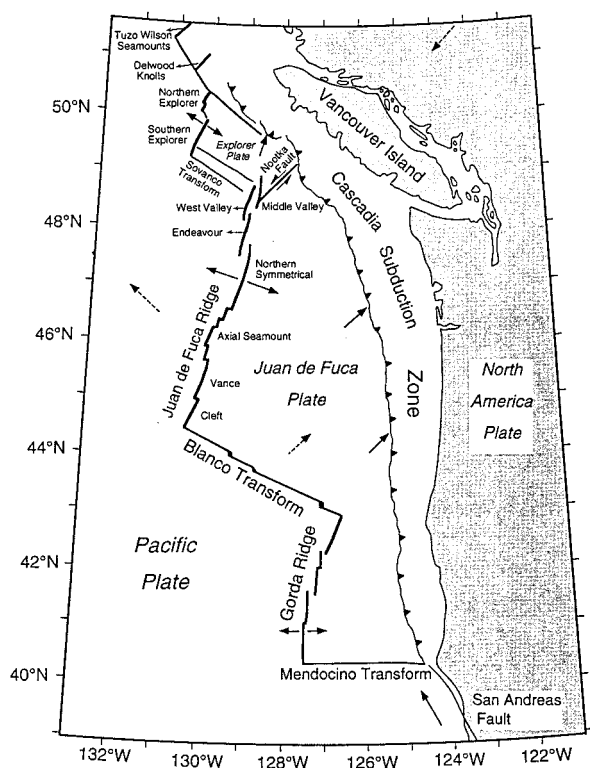 Tuzo Wilson
Seamounts
Delwood
Knolls
50°N
Northern
Explorer
Southern
Explorer
Explorer
Plate
Nootka
Fault
Sovanco
Transform
Vancouver Island
48°N
West Valley
Middle Valley
Endeavour
Cascadia
Subduction
Zone
Northern
Symmetrical
46°N
Juan de Fuca Ridge
Axial Seamount
Juan de Fuca
Plate
North
America
Plate
Vance
Cleft
44°N
Blanco Transform
Pacific
Plate
42°N
Gorda Ridge
40°N
Mendocino Transform
San Andreas
Fault
132°W
130°W
128°W
126°W
124°W
122°W